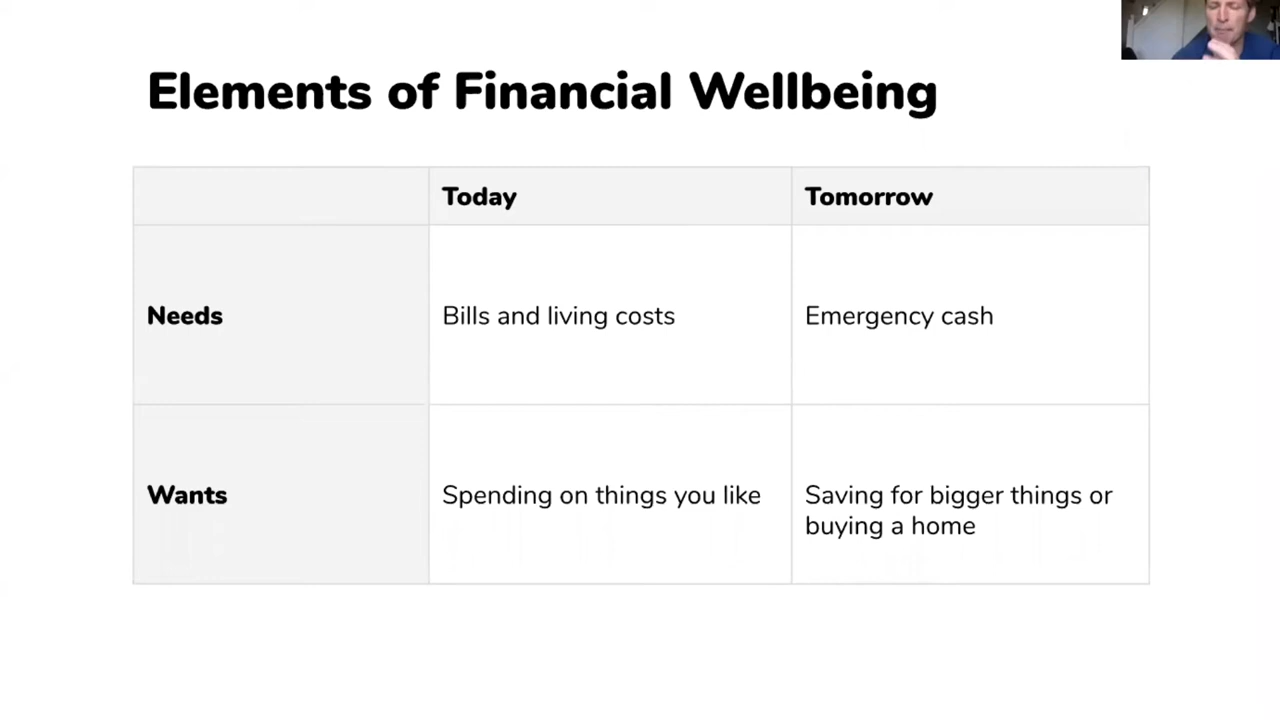 Elements of Financial Wellbeing
Today
Tomorrow
Needs
Bills and living costs
Emergency cash
Wants
Spending on things you like
Saving for bigger things or
buying a home